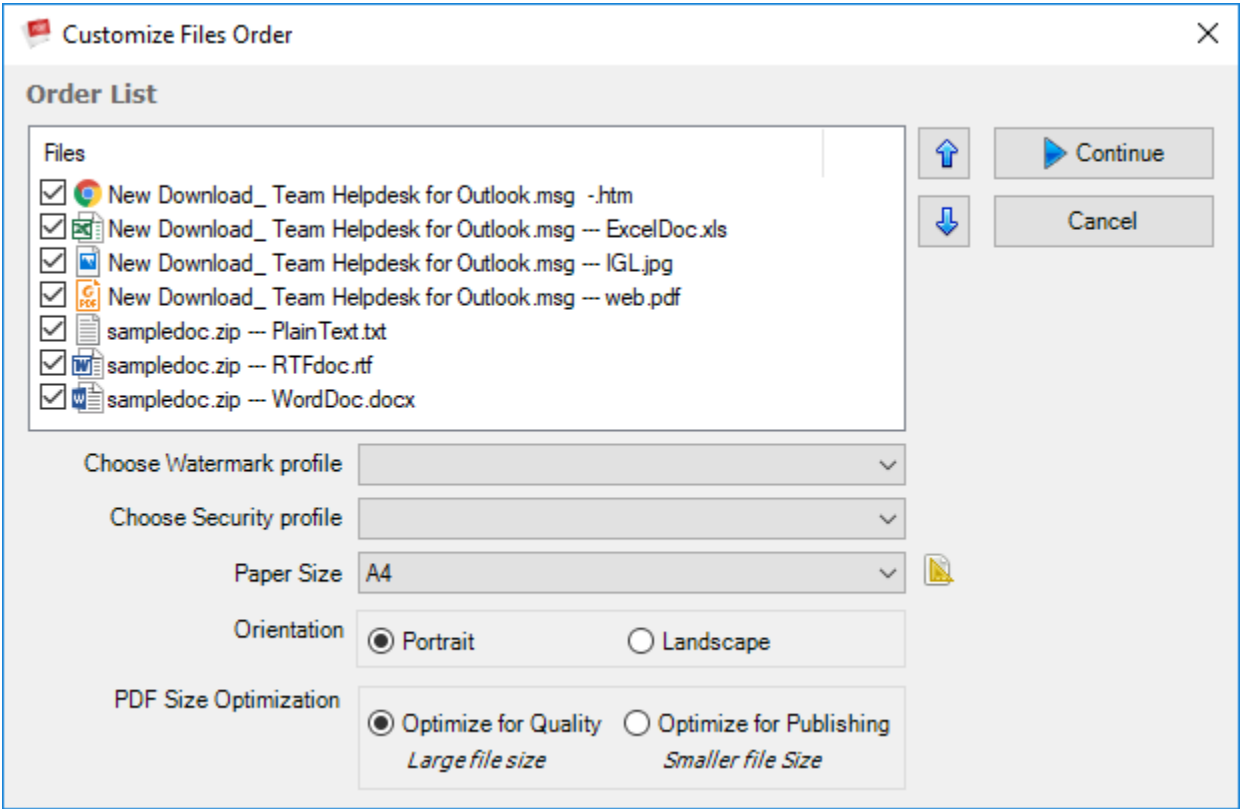 Customize Files Order
Order List
Files
New Download_ Team Helpdesk for Outlook.msg -.htm
New Download_ Team Helpdesk for Outlook.msg --- ExcelDoc.xls
New Download_ Team Helpdesk for Outlook.msg --- IGL.jpg
New Download_ Team Helpdesk for Outlook.msg --- web.pdf
sampledoc.zip --- PlainText.txt
sampledoc.zip --- RTFdoc.rtf
sampledoc.zip --- WordDoc.docx
Continue
Cancel
Choose Watermark profile
Choose Security profile
Paper Size A4
Orientation Portrait Landscape
PDF Size Optimization
Optimize for Quality Optimize for Publishing
Large file size Smaller file Size